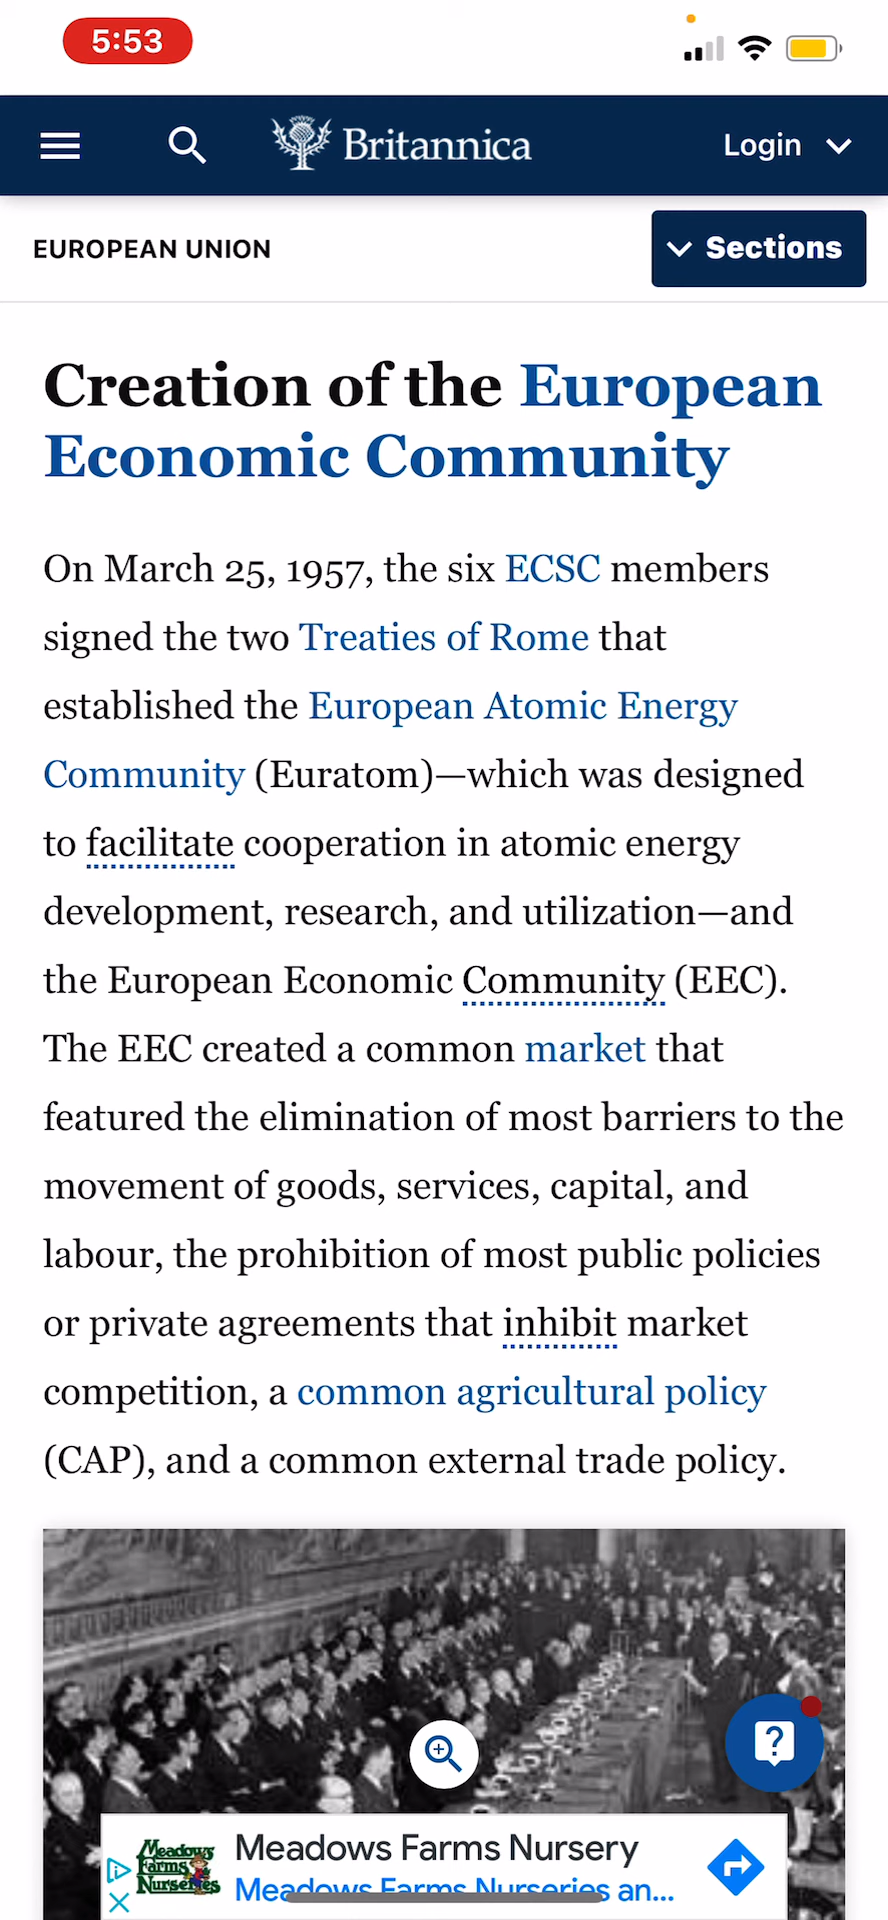 5:53
Britannica
Login
EUROPEAN UNION
Sections
Creation of the European
Economic Community
On March 25, 1957, the six ECSC members
signed the two Treaties of Rome that
established the European Atomic Energy
Community (Euratom)—which was designed
to facilitate cooperation in atomic energy
development, research, and utilization—and
the European Economic Community (EEC).
The EEC created a common market that
featured the elimination of most barriers to the
movement of goods, services, capital, and
labour, the prohibition of most public policies
or private agreements that inhibit market
competition, a common agricultural policy
(CAP), and a common external trade policy.
?
Meadows
Farms
Nurseries
Meadows Farms Nursery
Meadows Farms Nurseries an...